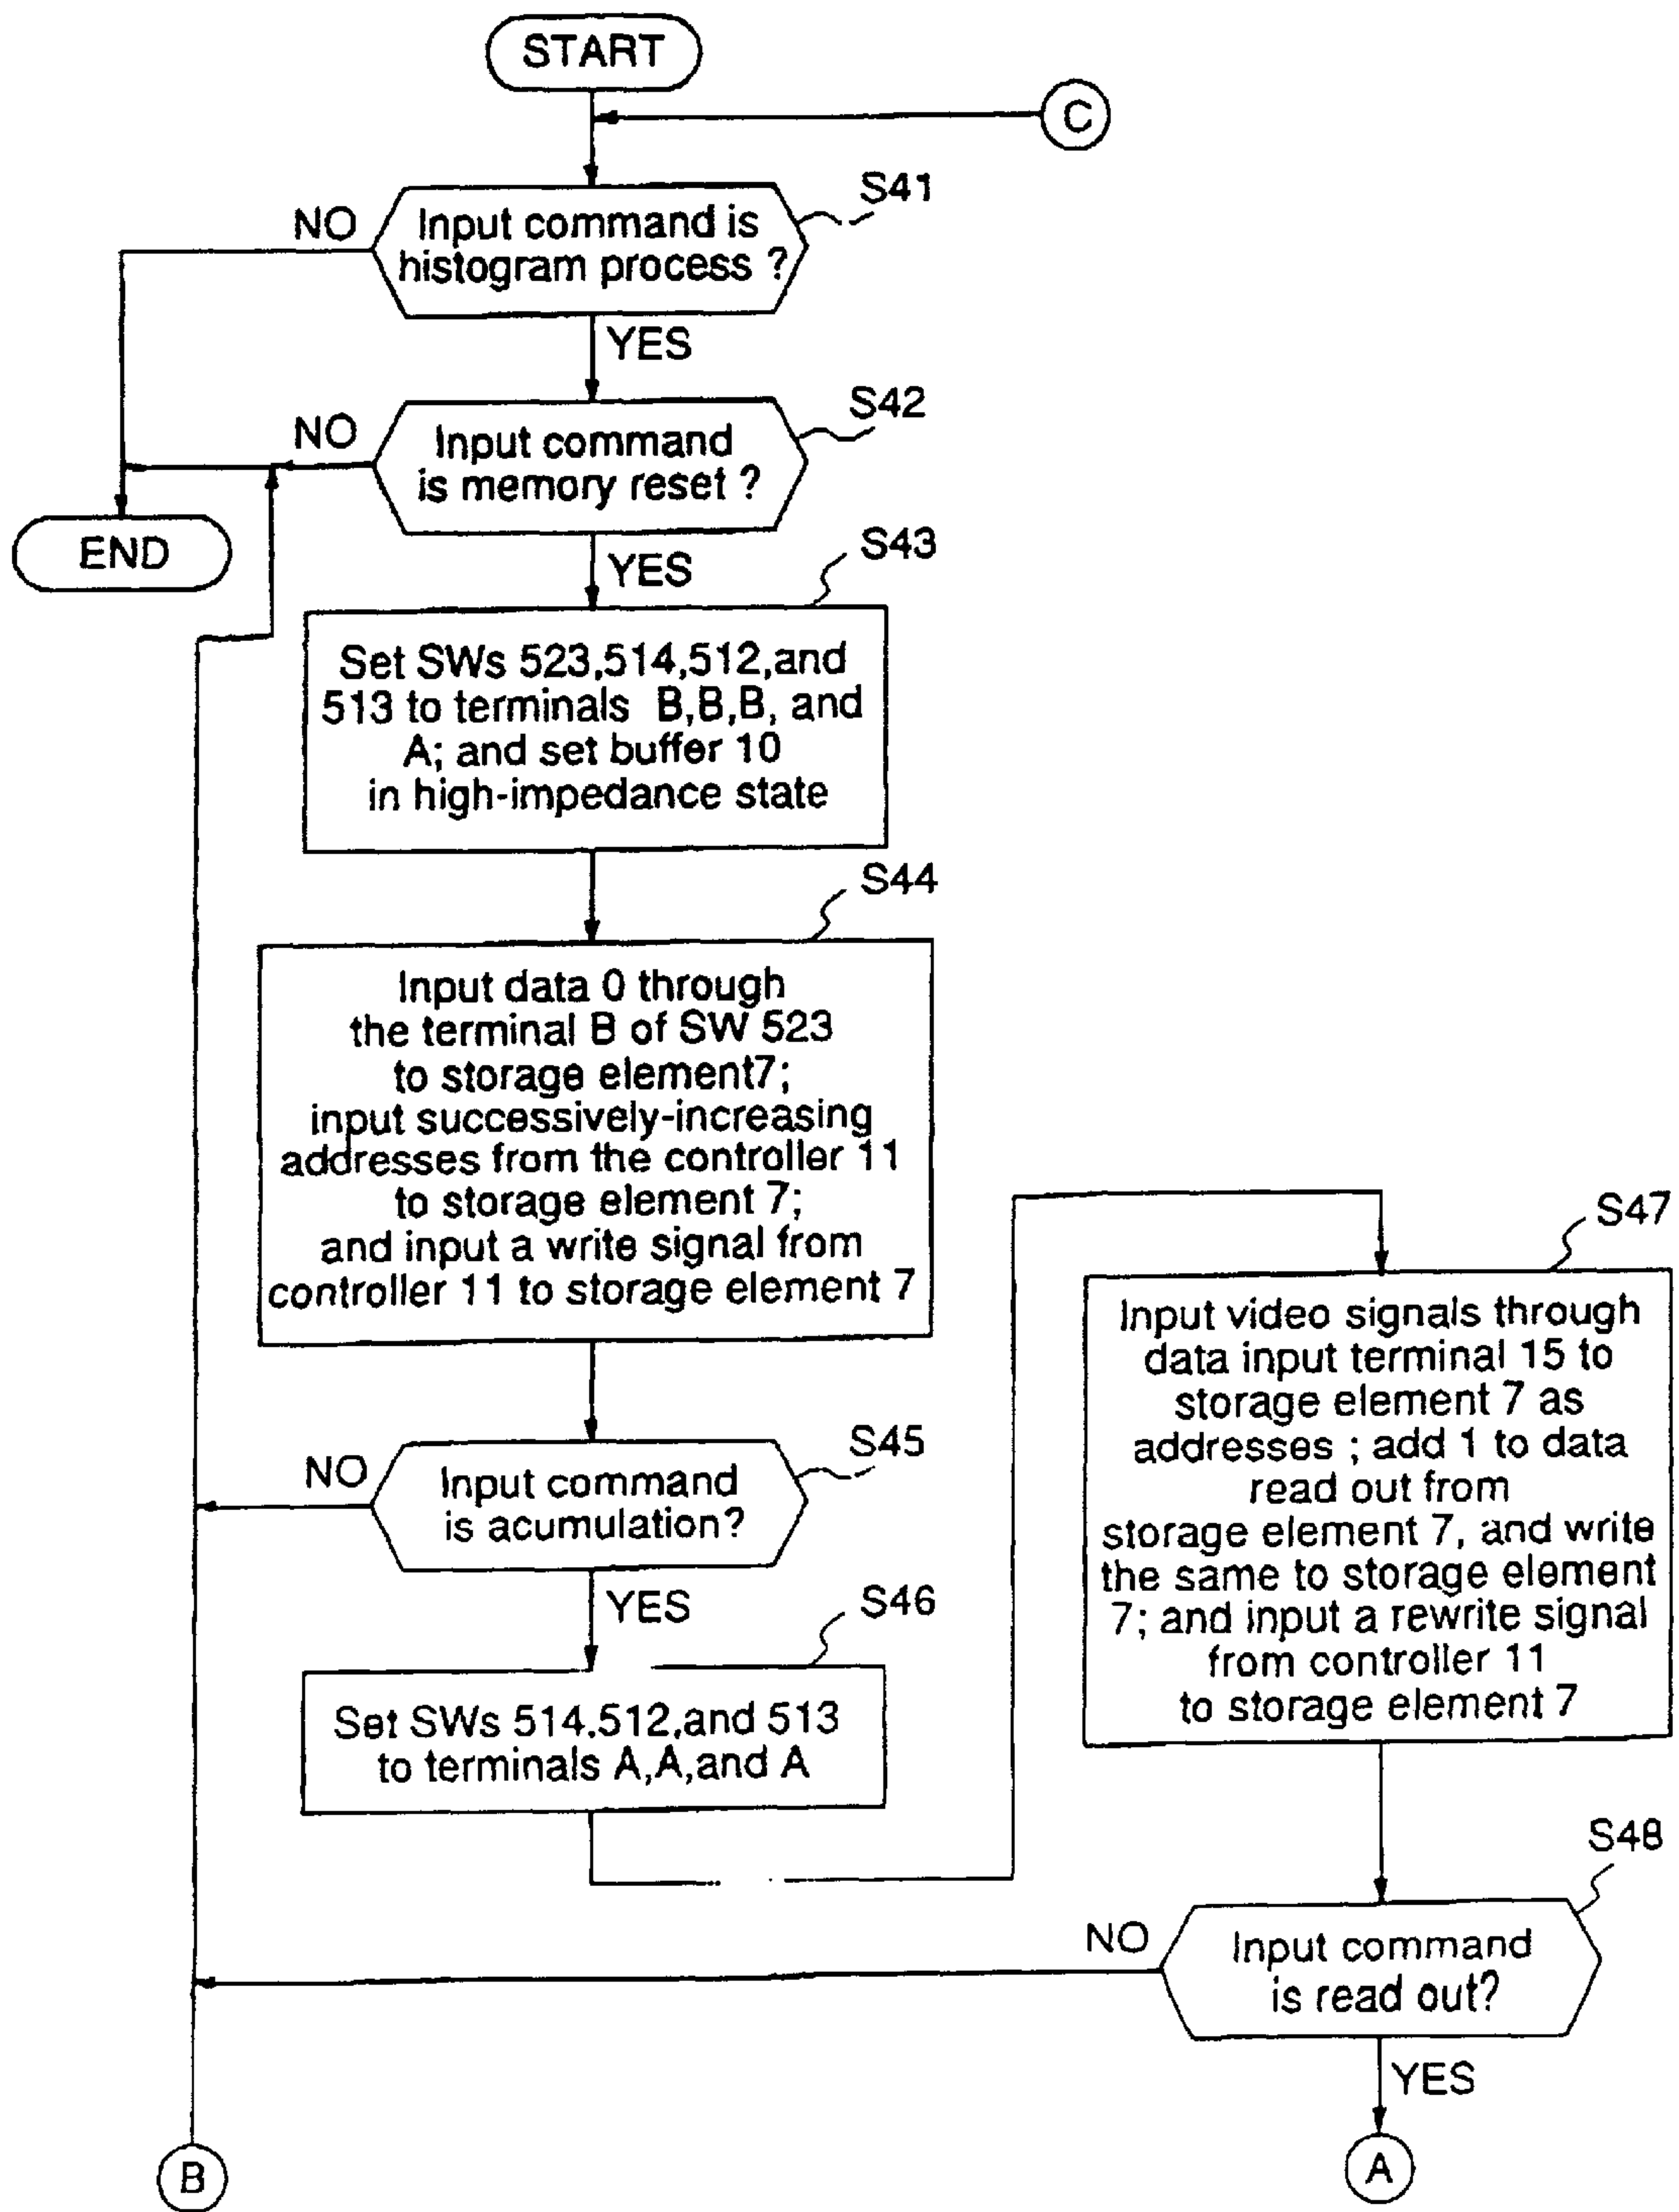 START
C
S41
NO
Input command is
histogram process ?
YES
S42
NO
Input command
is memory reset ?
END
S43
YES
Set SWs 523,514,512,and
513 to terminals B,B,B, and
A; and set buffer 10
in high-impedance state
S44
Input data 0 through
the terminal B of SW 523
to storage element7;
input successively-increasing
addresses from the controller 11
to storage element 7;
and input a write signal from
controller 11 to storage element 7
S45
NO
Input command
is acumulation?
YES
S46
Set SWs 514,512,and 513
to terminals A,A,and A
S47
Input video signals through
data input terminal 15 to
storage element 7 as
addresses ; add 1 to data
read out from
storage element 7, and write
the same to storage element
7; and input a rewrite signal
from controller 11
to storage element 7
S48
NO
Input command
is read out?
YES
B
A